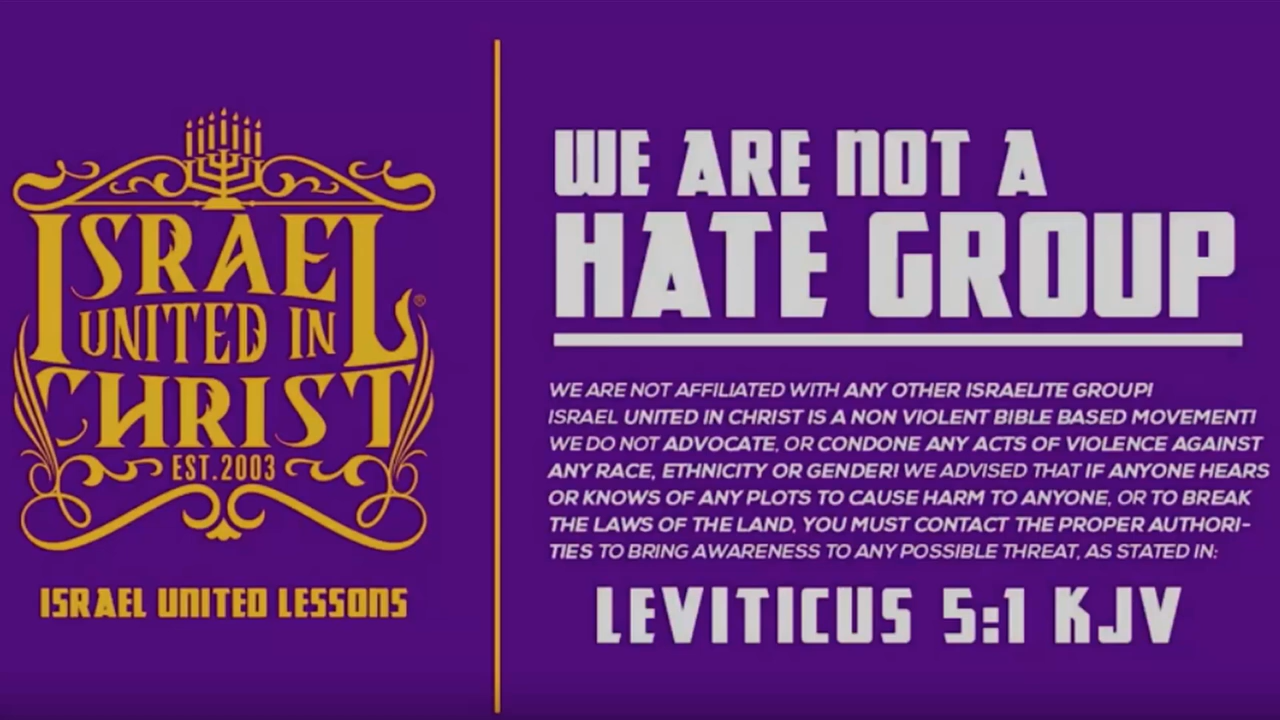 ISRAEL
UNITED IN
CHRIST
®
EST.2003
ISRAEL UNITED LESSONS
WE ARE NOT A
HATE GROUP
WE ARE NOT AFFILIATED WITH ANY OTHER ISRAELITE GROUP!
ISRAEL UNITED IN CHRIST IS A NON VIOLENT BIBLE BASED MOVEMENT!
WE DO NOT ADVOCATE, OR CONDONE ANY ACTS OF VIOLENCE AGAINST
ANY RACE, ETHNICITY OR GENDER! WE ADVISED THAT IF ANYONE HEARS
OR KNOWS OF ANY PLOTS TO CAUSE HARM TO ANYONE, OR TO BREAK
THE LAWS OF THE LAND, YOU MUST CONTACT THE PROPER AUTHORI-
TIES TO BRING AWARENESS TO ANY POSSIBLE THREAT, AS STATED IN:
LEVITICUS 5:1 KJV